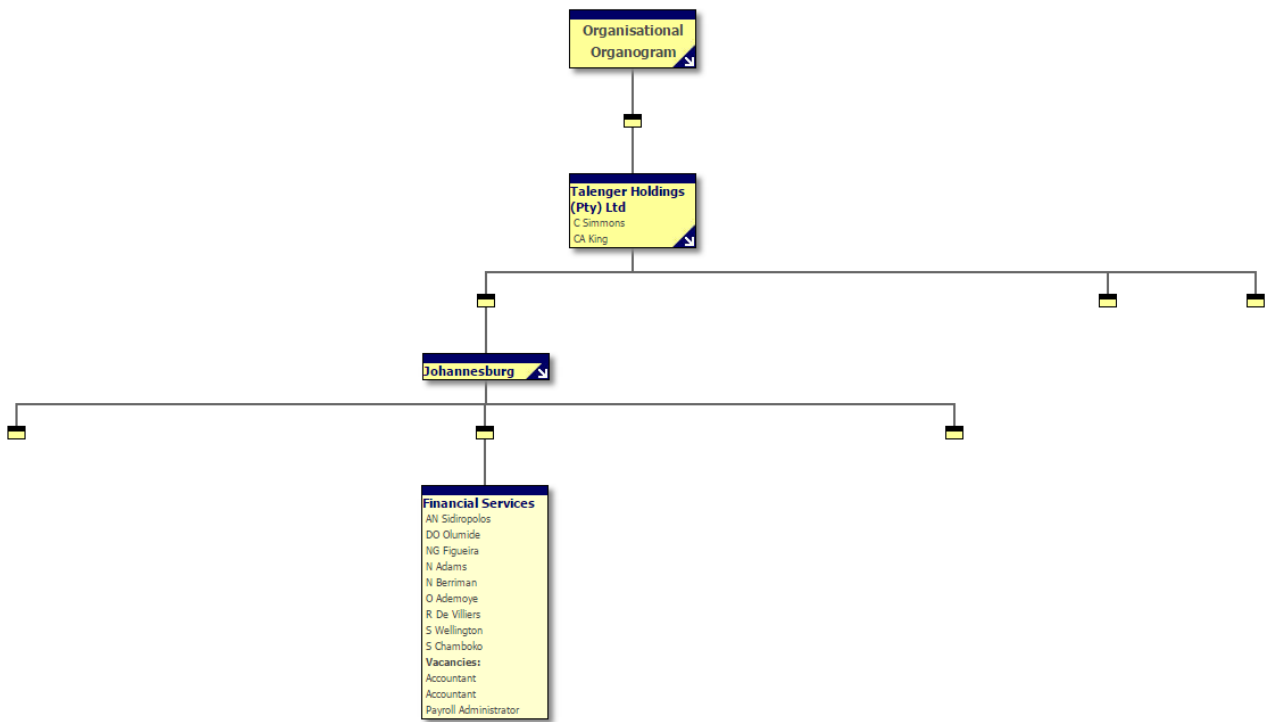 Organisational
Organogram
Talenger Holdings
(Pty) Ltd
C Simmons
CA King
Johannesburg
Financial Services
AN Sidiropolos
DO Olumide
NG Figueira
N Adams
N Berriman
O Ademoye
R De Villiers
S Wellington
S Chamboko
Vacancies:
Accountant
Accountant
Payroll Administrator